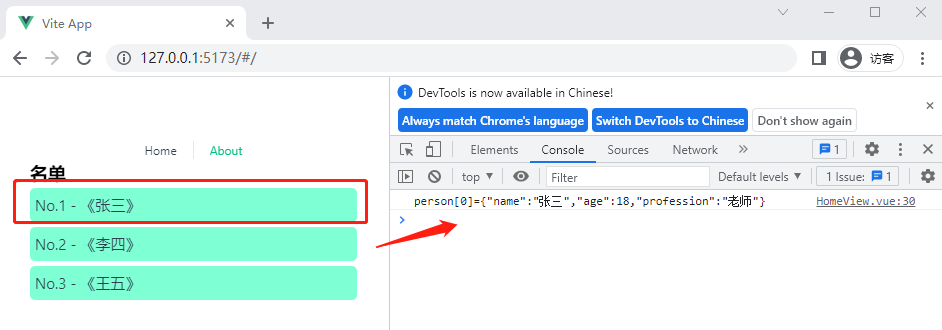 Vite App
127.0.0.1:5173/#/
访客
DevTools is now available in Chinese!
Always match Chrome's language
Switch DevTools to Chinese
Don't show again
Home
About
Elements
Console
Sources
Network
1
top
Filter
Default levels
1 Issue: 1
名单
No.1 - 《张三》
No.2 - 《李四》
No.3 - 《王五》
person[0]={"name":"张三","age":18,"profession":"老师"}
HomeView.vue:30